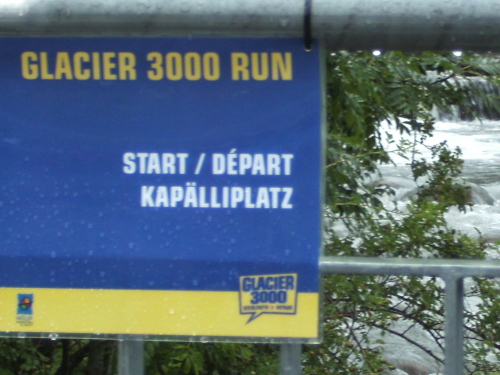 GLACIER 3000 RUN
START / DÉPART
KAPÄLLIPLATZ
GLACIER
3000